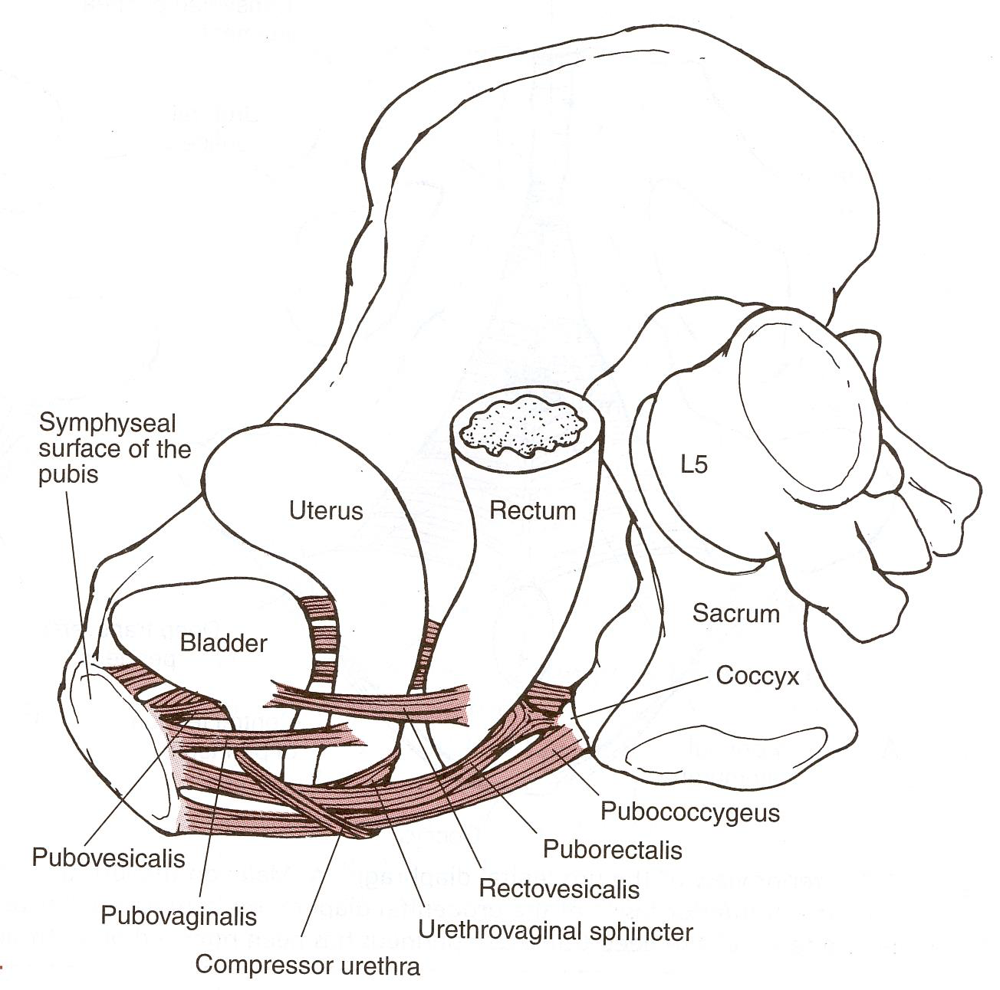 Symphyseal
surface of the
pubis
Uterus
Rectum
L5
Bladder
Sacrum
Coccyx
Pubococcygeus
Puborectalis
Rectovesicalis
Urethrovaginal sphincter
Pubovesicalis
Pubovaginalis
Compressor urethra